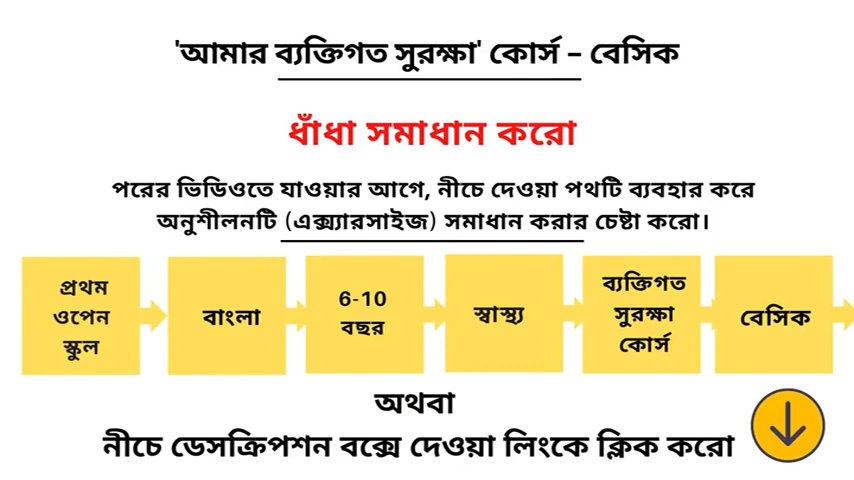 'আমার ব্যক্তিগত সুরক্ষা' কোর্স – বেসিক
ধাঁধা সমাধান করো
পরের ভিডিওতে যাওয়ার আগে, নীচে দেওয়া পথটি ব্যবহার করে
অনুশীলনটি (এক্স্যারসাইজ) সমাধান করার চেষ্টা করো।
প্রথম
ওপেন
স্কুল
বাংলা
6-10
বছর
স্বাস্থ্য
ব্যক্তিগত
সুরক্ষা
কোর্স
বেসিক
অথবা
নীচে ডেসক্রিপশন বক্সে দেওয়া লিংকে ক্লিক করো